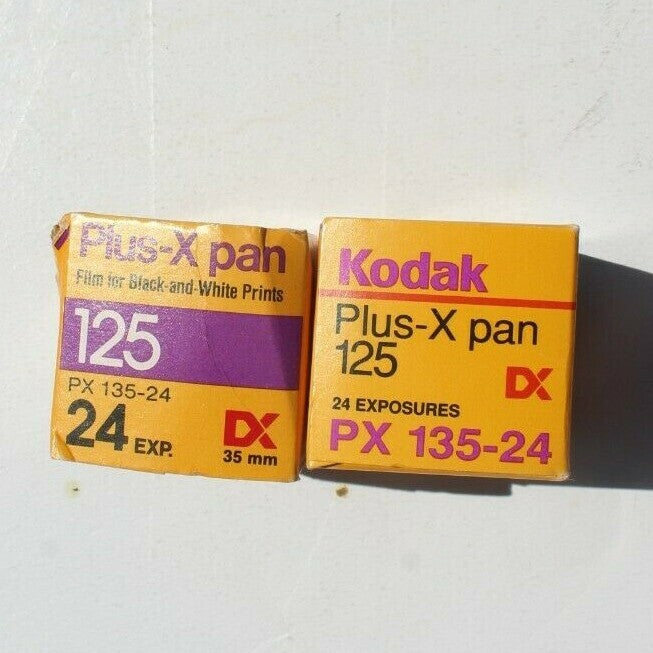 Plus-X pan
Film for Black-and-White Prints
125
PX 135-24
24 EXP.
DX
35 mm
Kodak
Plus-X pan
125
DX
24 EXPOSURES
PX 135-24